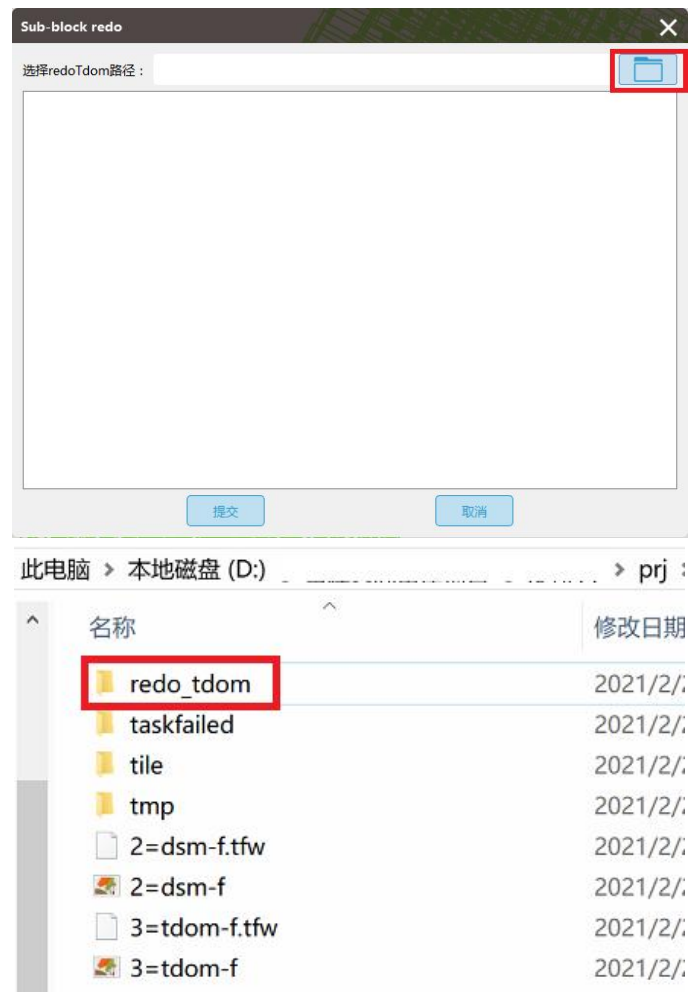 Sub-block redo
选择redoTdom路径：
提交 取消
此电脑 > 本地磁盘 (D:) > prj
名称 修改日期
redo_tdom 2021/2/
taskfailed 2021/2/
tile 2021/2/
tmp 2021/2/
2=dsm-f.tfw 2021/2/
2=dsm-f 2021/2/
3=tdom-f.tfw 2021/2/
3=tdom-f 2021/2/